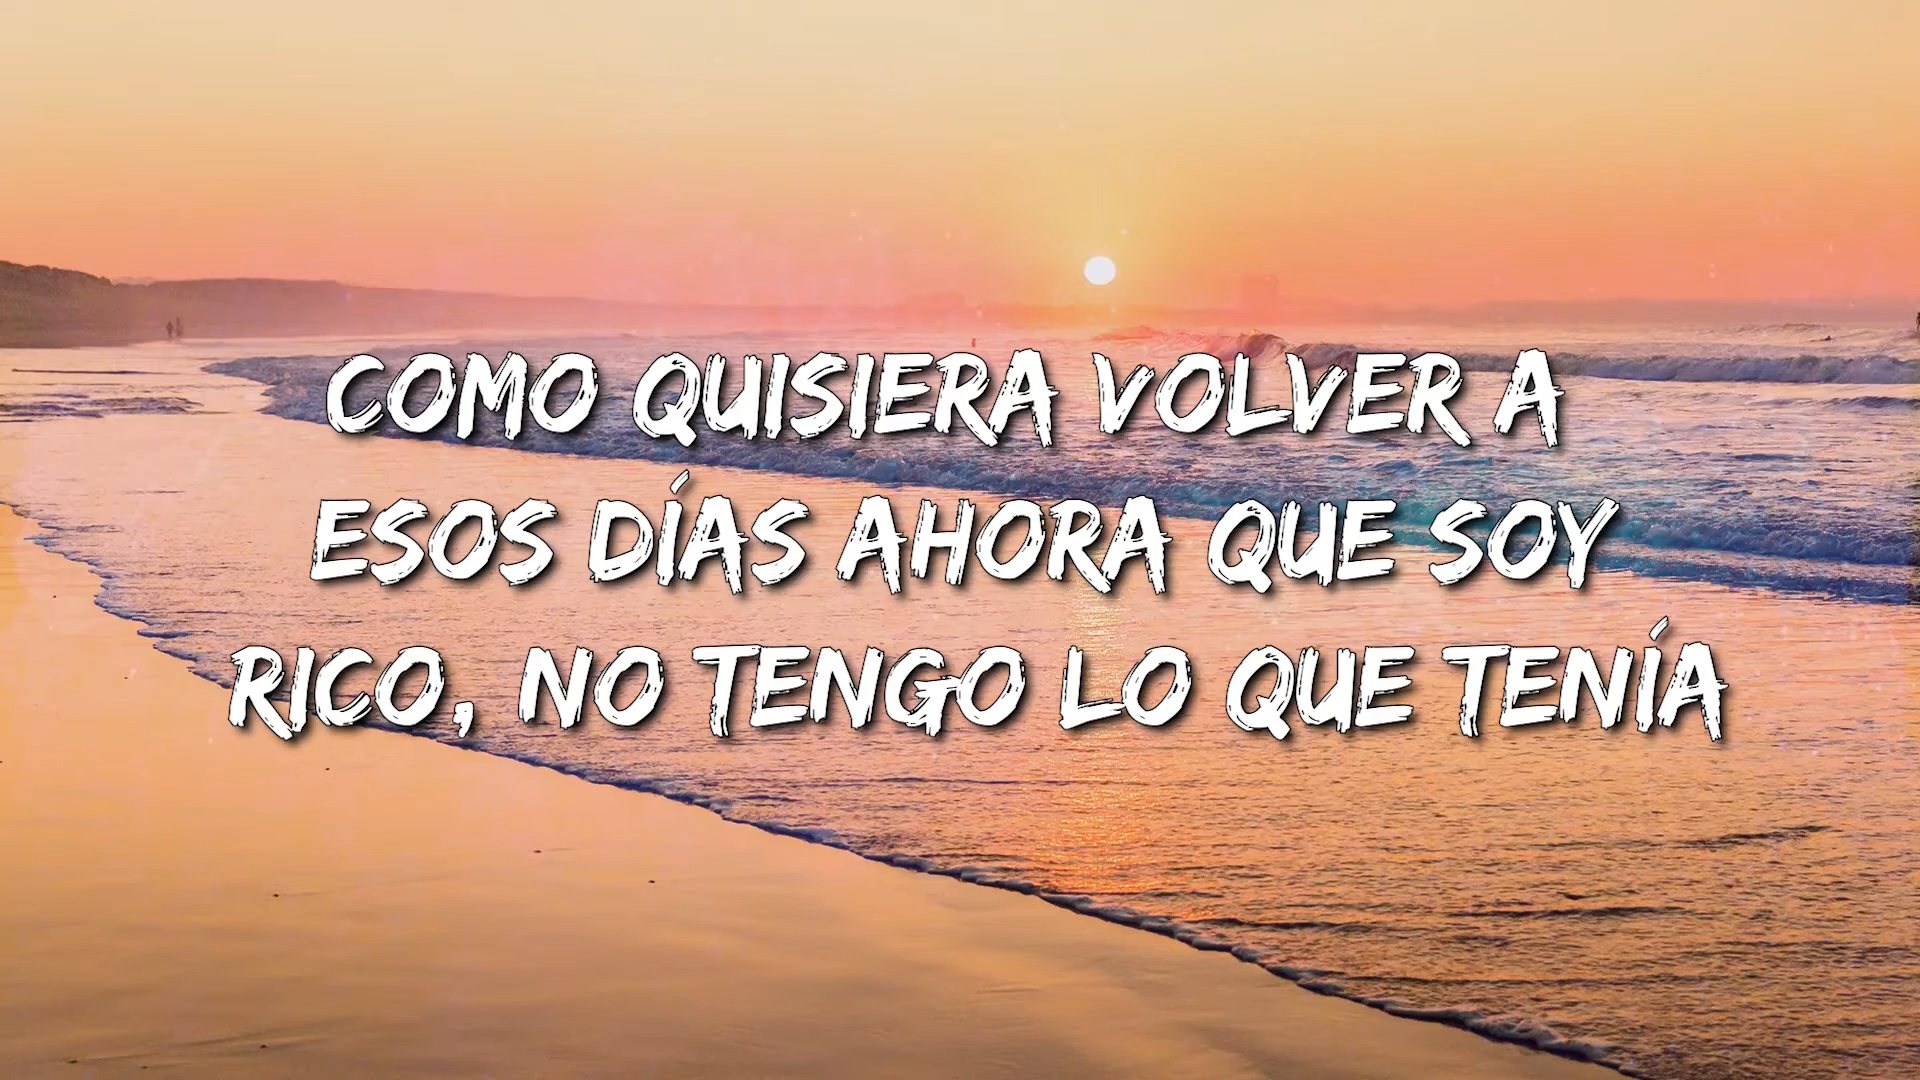 COMO QUISIERA VOLVER A
ESOS DÍAS AHORA QUE SOY
RICO, NO TENGO LO QUE TENÍA